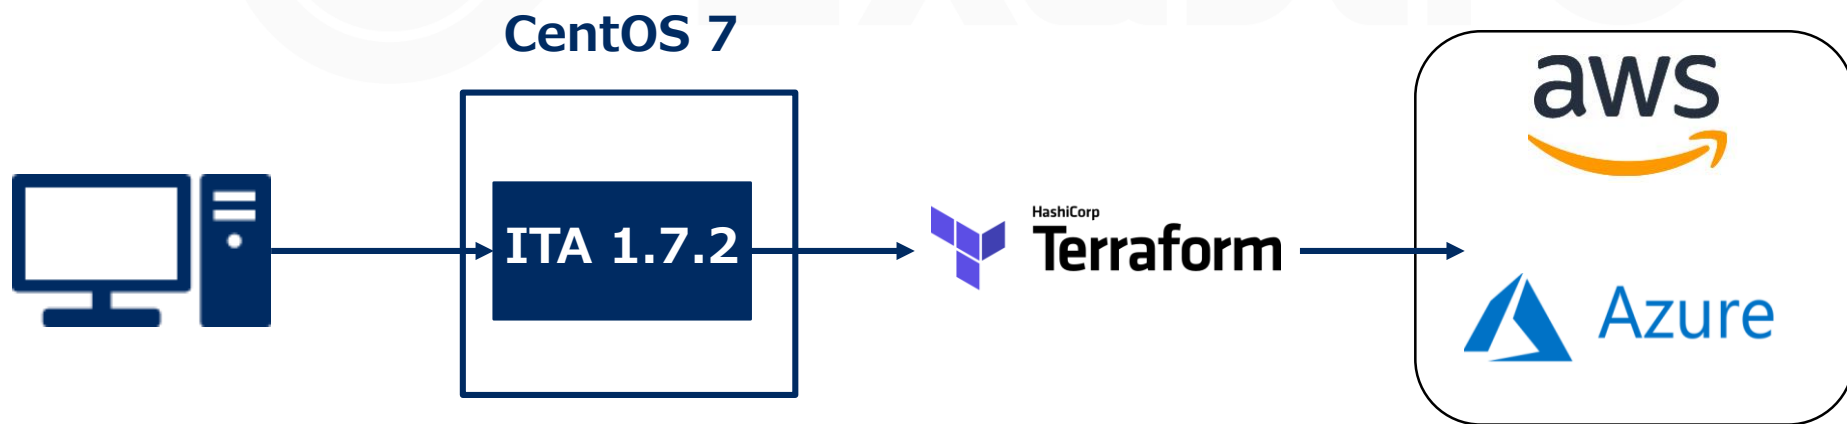 CentOS 7
ITA 1.7.2
HashiCorp
Terraform
aws
Azure